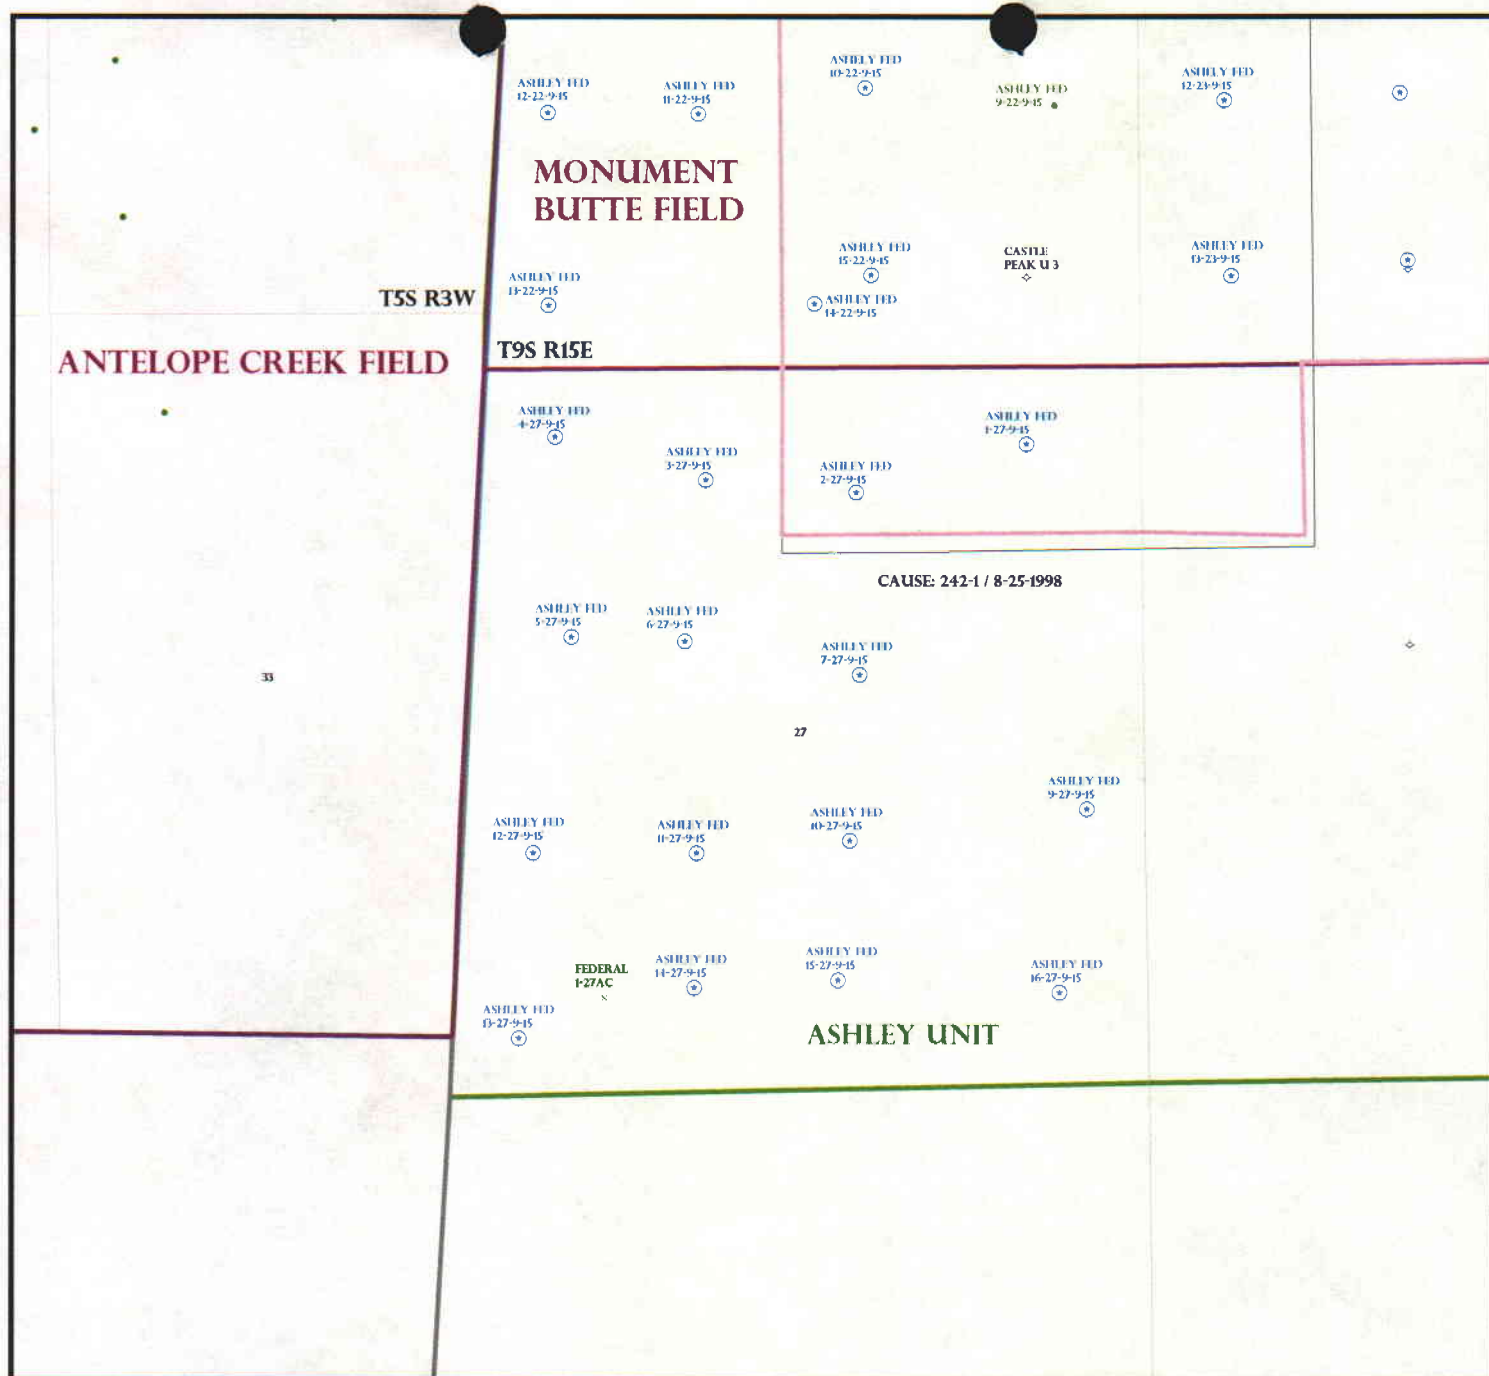 ASHLEY FED
12-22-9-15
ASHLEY FED
11-22-9-15
ASHELY FED
10-22-9-15
ASHLEY FED
9-22-9-15
ASHELY FED
12-23-9-15
MONUMENT
BUTTE FIELD
ASHLEY FED
13-22-9-15
ASHLEY FED
15-22-9-15
ASHLEY FED
14-22-9-15
CASTLE
PEAK U 3
ASHLEY FED
13-23-9-15
T5S R3W
T9S R15E
ANTELOPE CREEK FIELD
ASHLEY FED
4-27-9-15
ASHLEY FED
3-27-9-15
ASHLEY FED
2-27-9-15
ASHLEY FED
1-27-9-15
CAUSE: 242-1 / 8-25-1998
ASHLEY FED
5-27-9-15
ASHLEY FED
6-27-9-15
ASHLEY FED
7-27-9-15
33
27
ASHLEY FED
9-27-9-15
ASHLEY FED
12-27-9-15
ASHLEY FED
11-27-9-15
ASHLEY FED
10-27-9-15
FEDERAL
1-27AC
ASHLEY FED
14-27-9-15
ASHLEY FED
15-27-9-15
ASHLEY FED
16-27-9-15
ASHLEY FED
13-27-9-15
ASHLEY UNIT